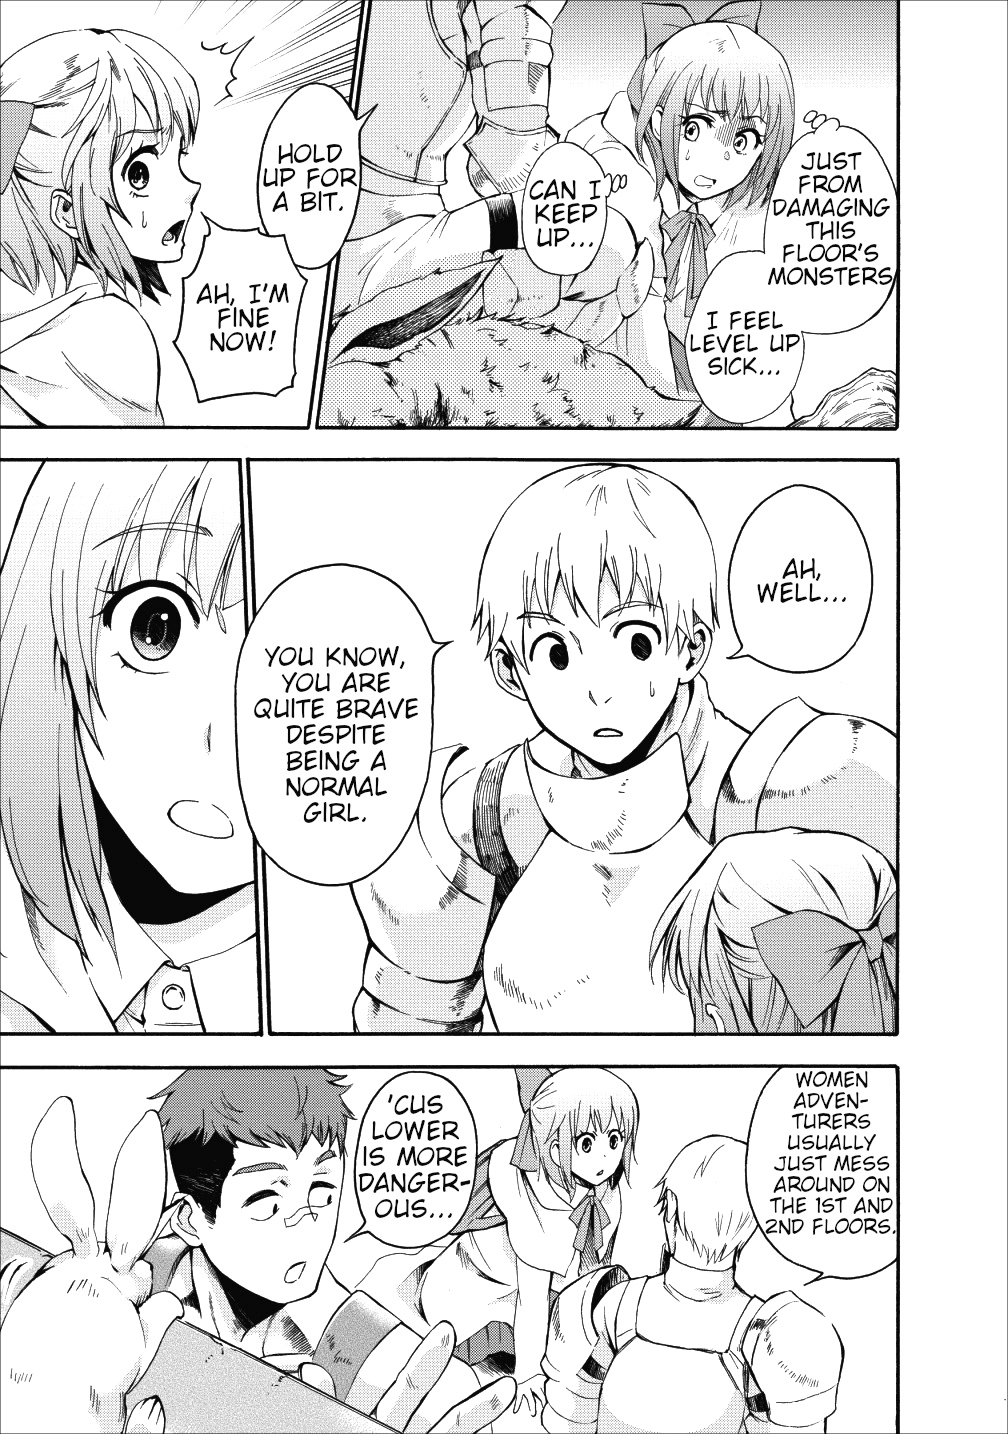 JUST
FROM
DAMAGING
THIS
FLOOR'S
MONSTERS
I FEEL
LEVEL UP
SICK...
CAN I
KEEP
UP...
HOLD
UP FOR
A BIT.
AH, I'M
FINE
NOW!
AH,
WELL...
YOU KNOW,
YOU ARE
QUITE BRAVE
DESPITE
BEING A
NORMAL
GIRL.
WOMEN
ADVEN-
TURERS
USUALLY
JUST MESS
AROUND ON
THE 1ST AND
2ND FLOORS.
'CUS
LOWER
IS MORE
DANGER-
OUS...